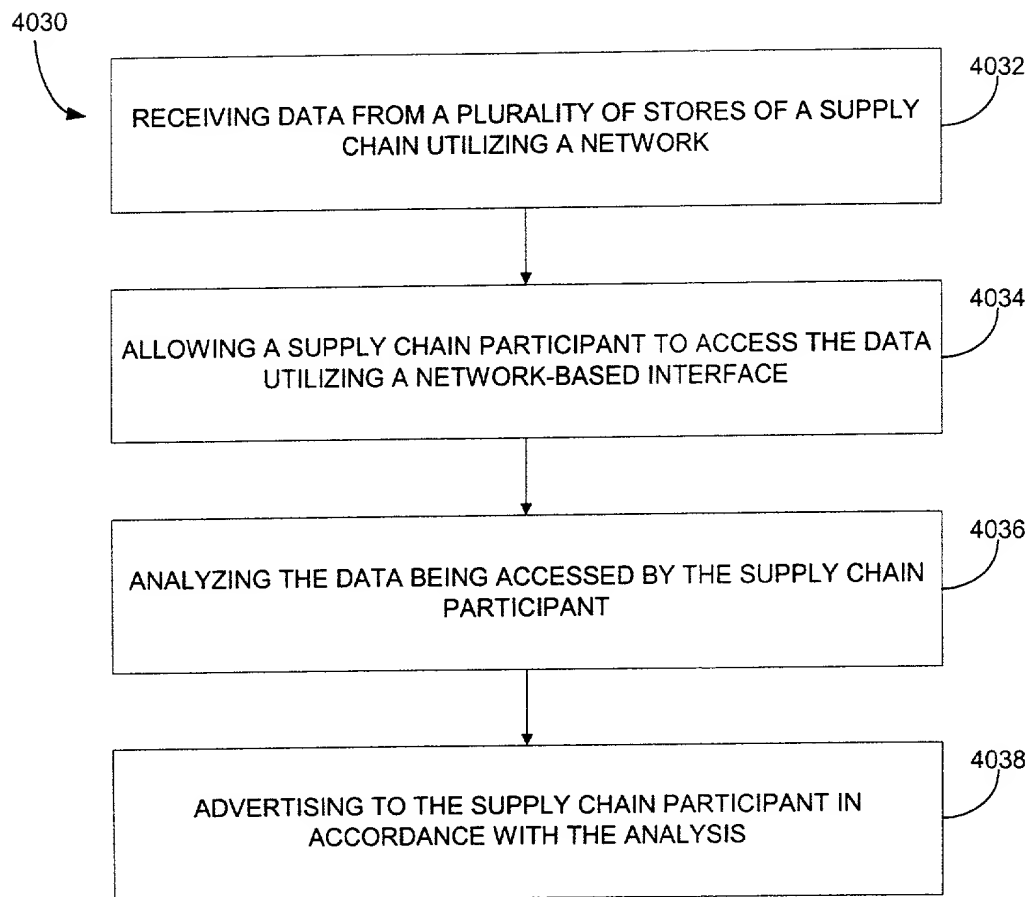 4030
4032
RECEIVING DATA FROM A PLURALITY OF STORES OF A SUPPLY
CHAIN UTILIZING A NETWORK
4034
ALLOWING A SUPPLY CHAIN PARTICIPANT TO ACCESS THE DATA
UTILIZING A NETWORK-BASED INTERFACE
4036
ANALYZING THE DATA BEING ACCESSED BY THE SUPPLY CHAIN
PARTICIPANT
4038
ADVERTISING TO THE SUPPLY CHAIN PARTICIPANT IN
ACCORDANCE WITH THE ANALYSIS